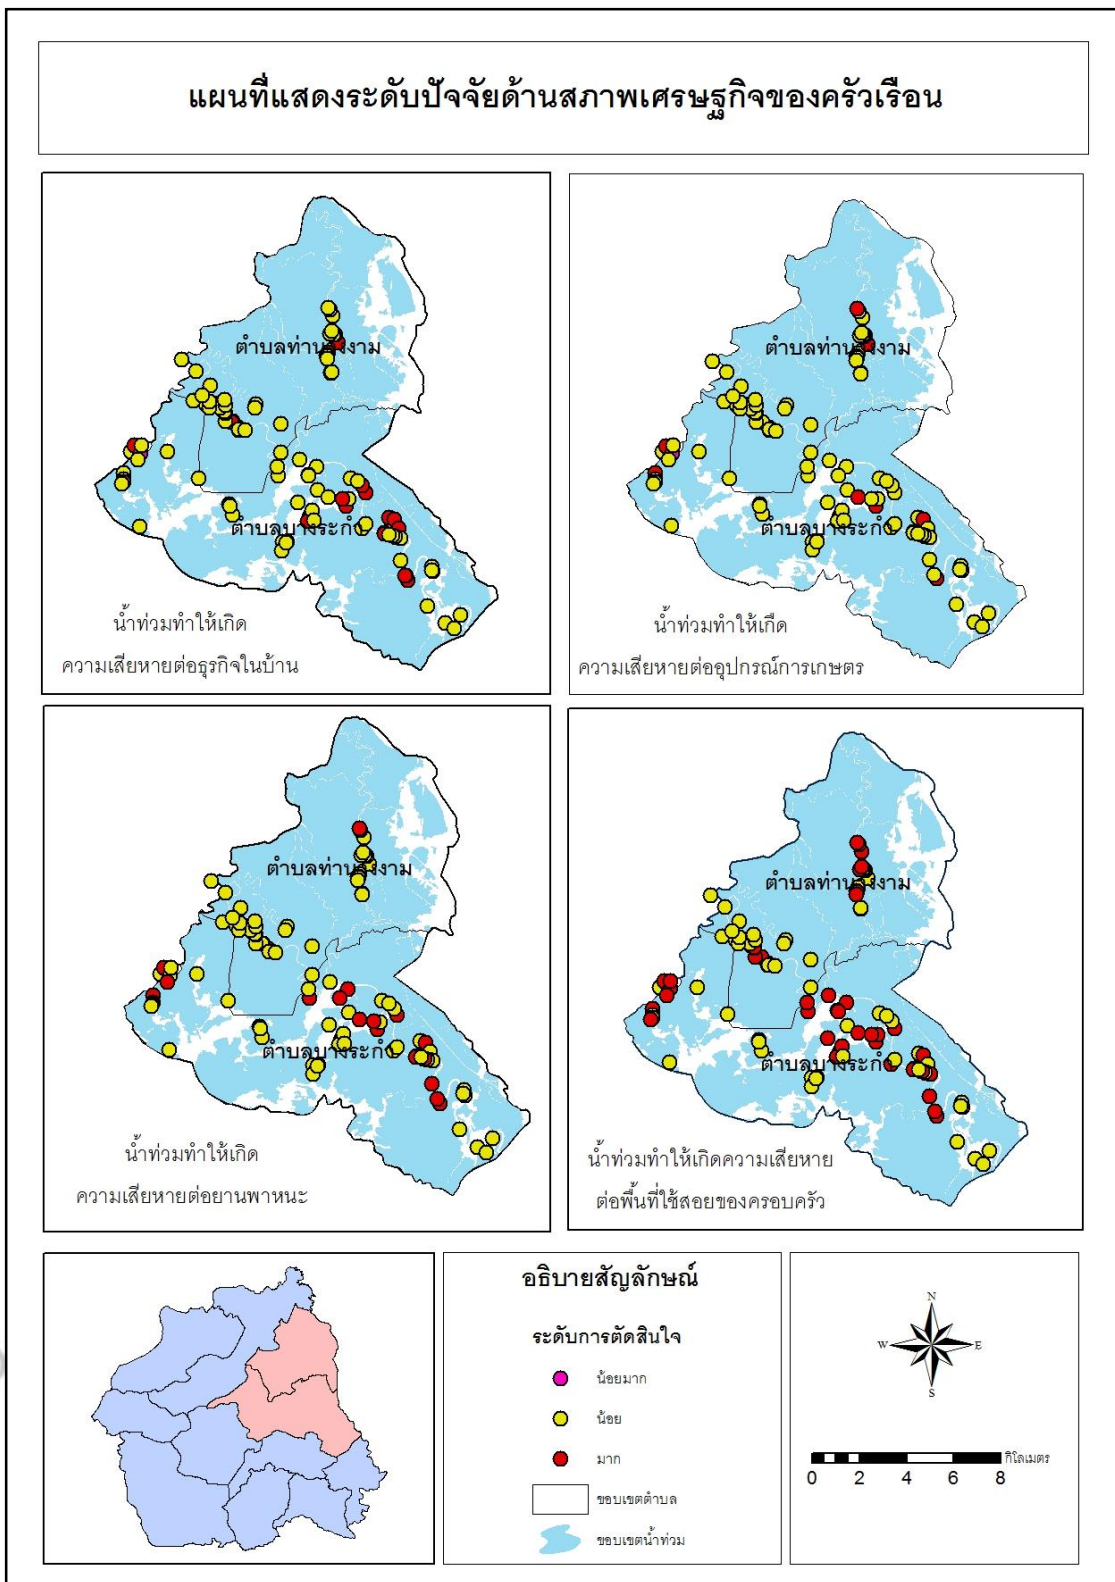 แผนที่แสดงระดับปัจจัยด้านสภาพเศรษฐกิจของครัวเรือน
ตำบลท่านางงาม
ตำบลบางระกำ
น้ำท่วมทำให้เกิด
ความเสียหายต่อธุรกิจในบ้าน
ตำบลท่านางงาม
ตำบลบางระกำ
น้ำท่วมทำให้เกิด
ความเสียหายต่ออุปกรณ์การเกษตร
ตำบลท่านางงาม
ตำบลบางระกำ
น้ำท่วมทำให้เกิด
ความเสียหายต่อยานพาหนะ
ตำบลท่านางงาม
ตำบลบางระกำ
น้ำท่วมทำให้เกิดความเสียหาย
ต่อพื้นที่ใช้สอยของครอบครัว
อธิบายสัญลักษณ์
ระดับการตัดสินใจ
น้อยมาก
น้อย
มาก
ขอบเขตตำบล
ขอบเขตน้ำท่วม
N
W E
S
กิโลเมตร
0 2 4 6 8